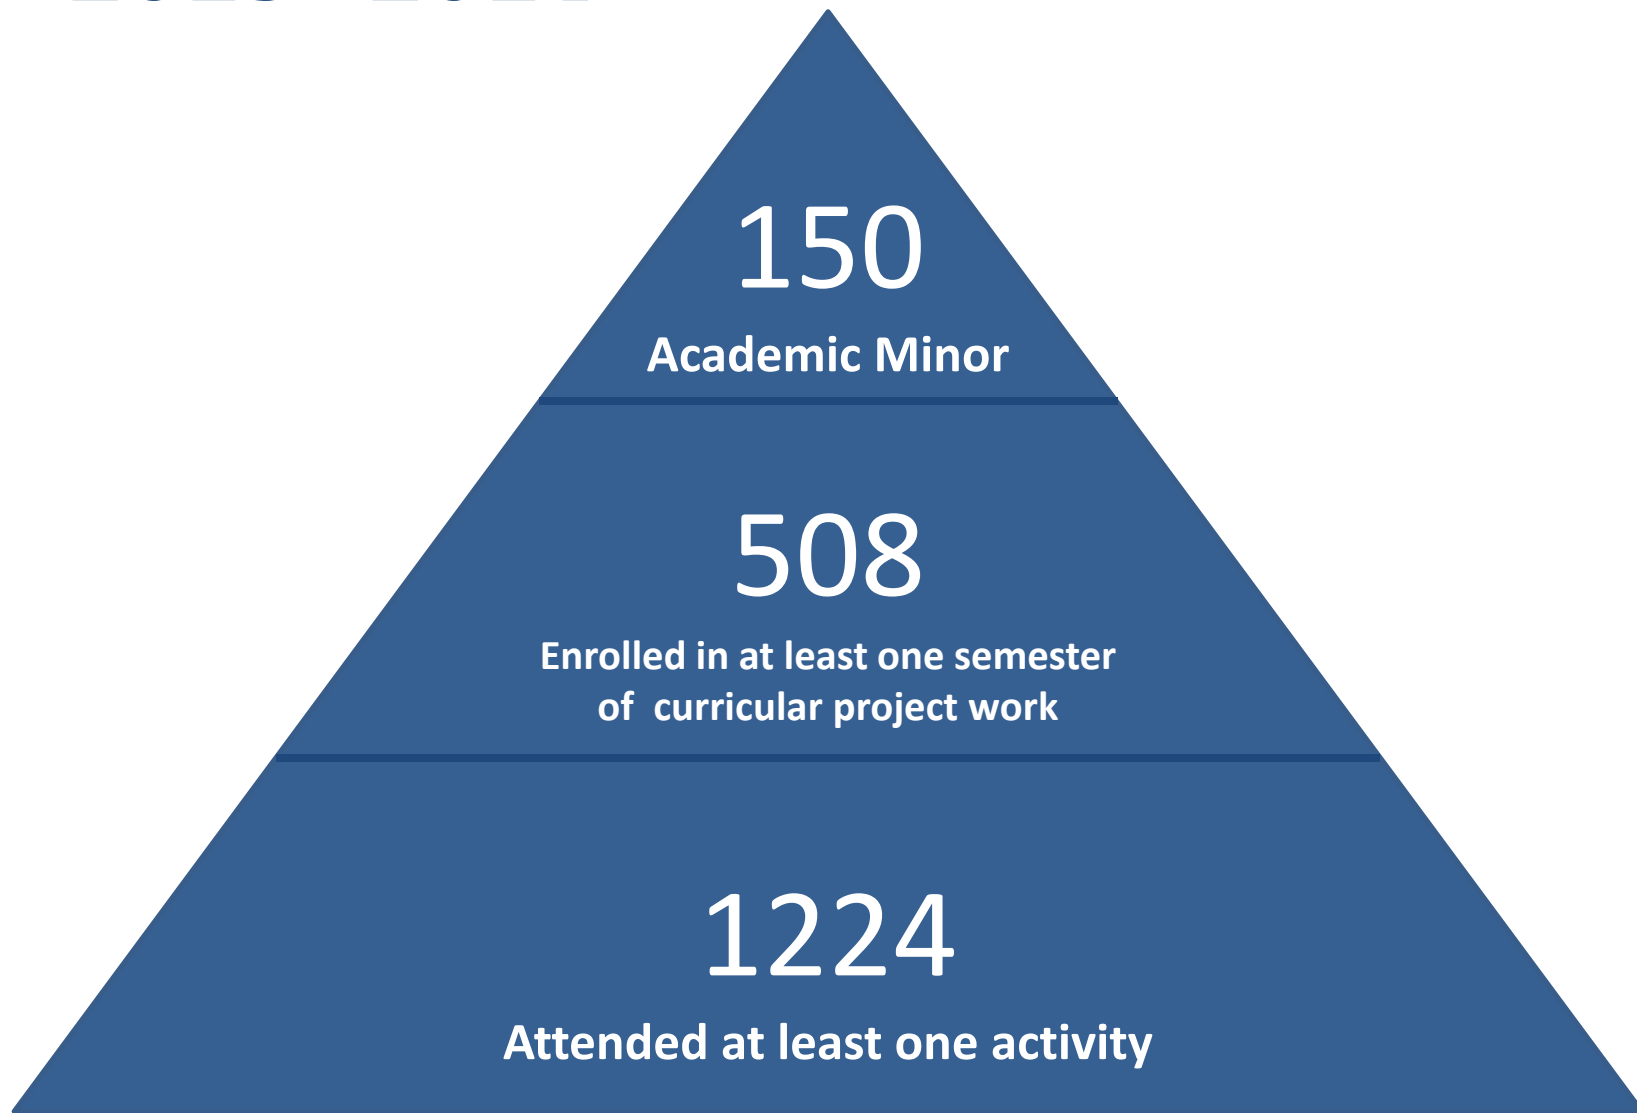 150
Academic Minor
508
Enrolled in at least one semester
of  curricular project work
1224
Attended at least one activity